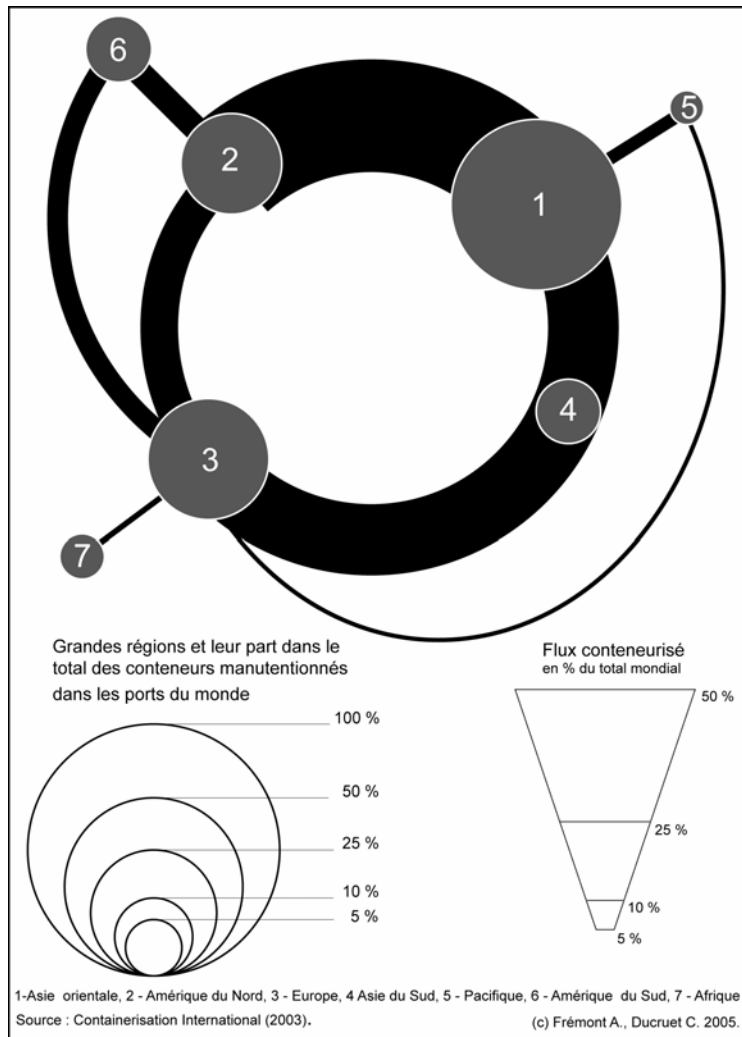 6
5
2
1
4
3
7
Grandes régions et leur part dans le
total des conteneurs manutentionnés
dans les ports du monde
100 %
50 %
25 %
10 %
5 %
Flux conteneurisé
en % du total mondial
50 %
25 %
10 %
5 %
1-Asie orientale, 2 - Amérique du Nord, 3 - Europe, 4 Asie du Sud, 5 - Pacifique, 6 - Amérique du Sud, 7 - Afrique
Source : Containerisation International (2003).
(c) Frémont A., Ducruet C. 2005.